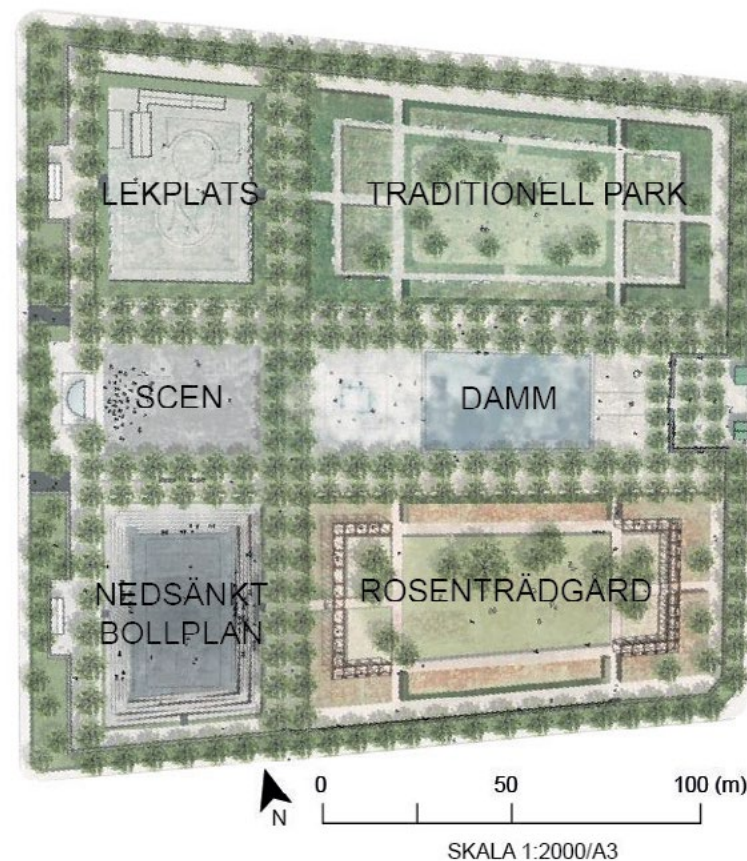 LEKPLATS
TRADITIONELL PARK
SCEN
DAMM
NEDSÄNKT
BOLLPLAN
ROSENTRÄDGÅRD
N
0 50 100 (m)
SKALA 1:2000/A3